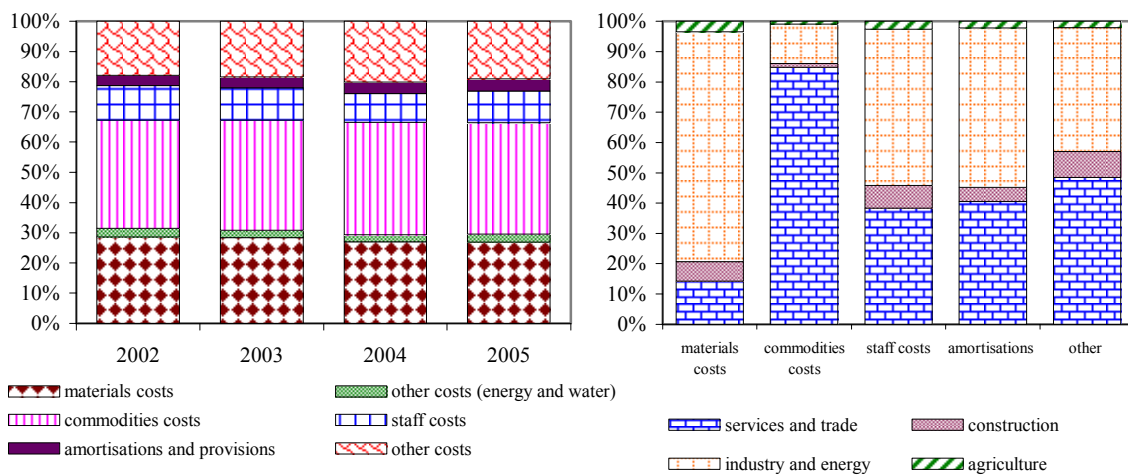 100%
90%
80%
70%
60%
50%
40%
30%
20%
10%
0%
2002 2003 2004 2005
materials costs
other costs (energy and water)
commodities costs
staff costs
amortisations and provisions
other costs
100%
90%
80%
70%
60%
50%
40%
30%
20%
10%
0%
materials
costs
commodities
costs
staff costs
amortisations
other
services and trade
construction
industry and energy
agriculture